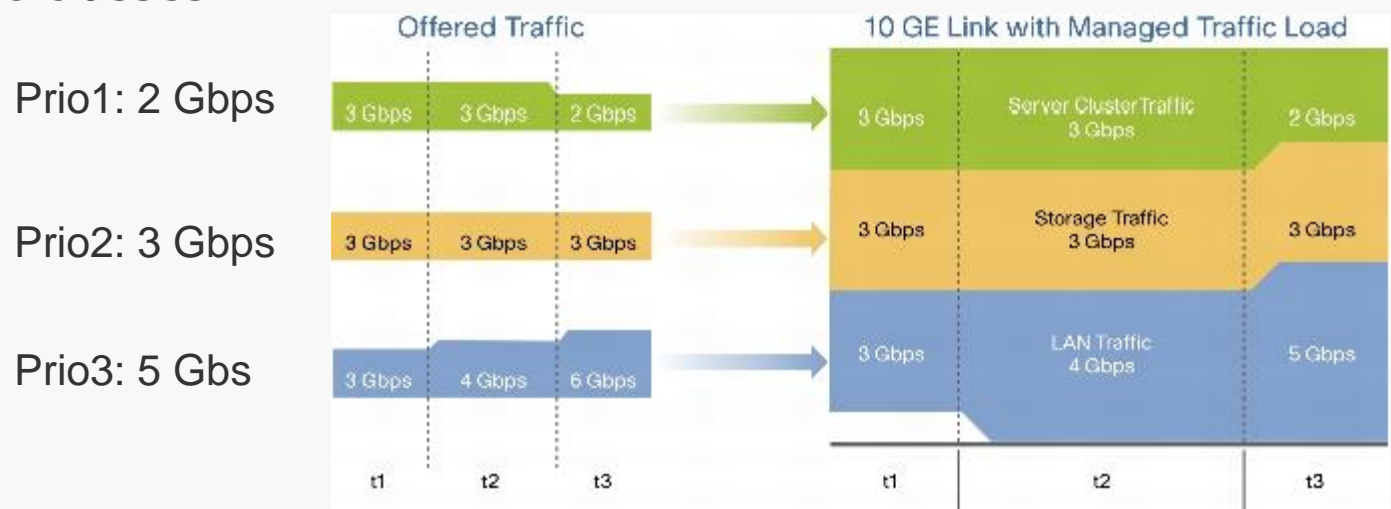 Offered Traffic
10 GE Link with Managed Traffic Load
Prio1: 2 Gbps
3 Gbps
3 Gbps
2 Gbps
3 Gbps
Server Cluster Traffic
3 Gbps
2 Gbps
Prio2: 3 Gbps
3 Gbps
3 Gbps
3 Gbps
3 Gbps
Storage Traffic
3 Gbps
3 Gbps
Prio3: 5 Gbs
3 Gbps
4 Gbps
6 Gbps
3 Gbps
LAN Traffic
4 Gbps
5 Gbps
t1
t2
t3
t1
t2
t3